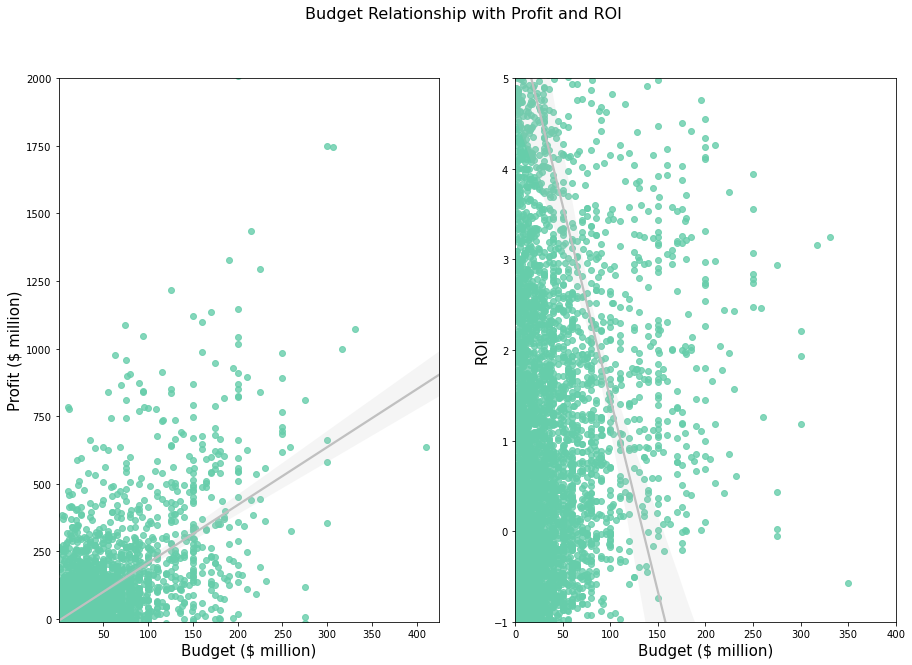 Budget Relationship with Profit and ROI
Profit ($ million)
2000
1750
1500
1250
1000
750
500
250
0
50 100 150 200 250 300 350 400
Budget ($ million)
ROI
5
4
3
2
1
0
−1
0 50 100 150 200 250 300 350 400
Budget ($ million)